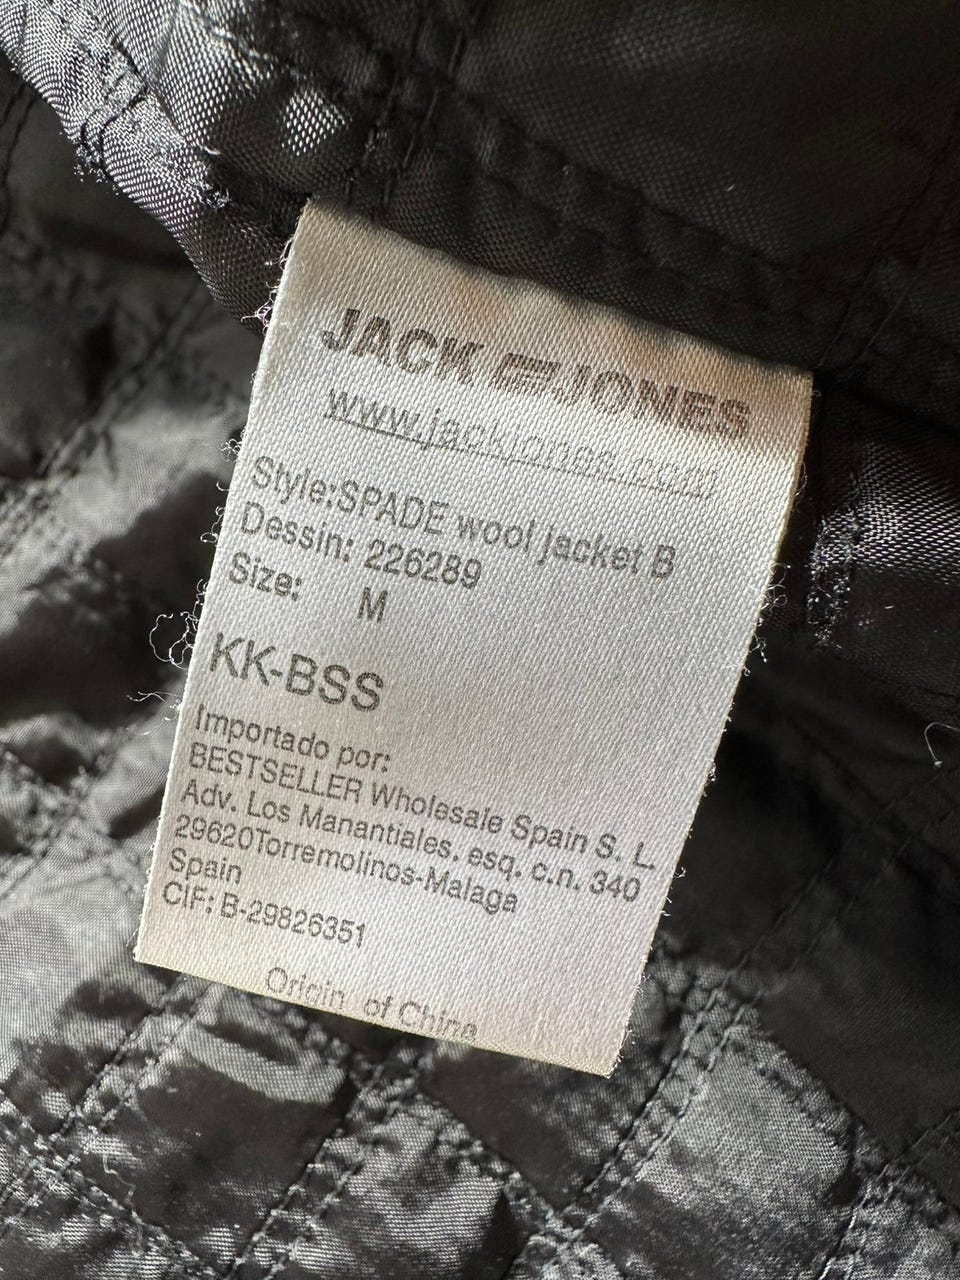 JACK JONES
www.jackjones.com
Style:SPADE wool jacket B
Dessin: 226289
Size: M
KK-BSS
Importado por:
BESTSELLER Wholesale Spain S. L.
Adv. Los Manantiales. esq. c.n. 340
29620Torremolinos-Malaga
Spain
CIF: B-29826351
Origin of China